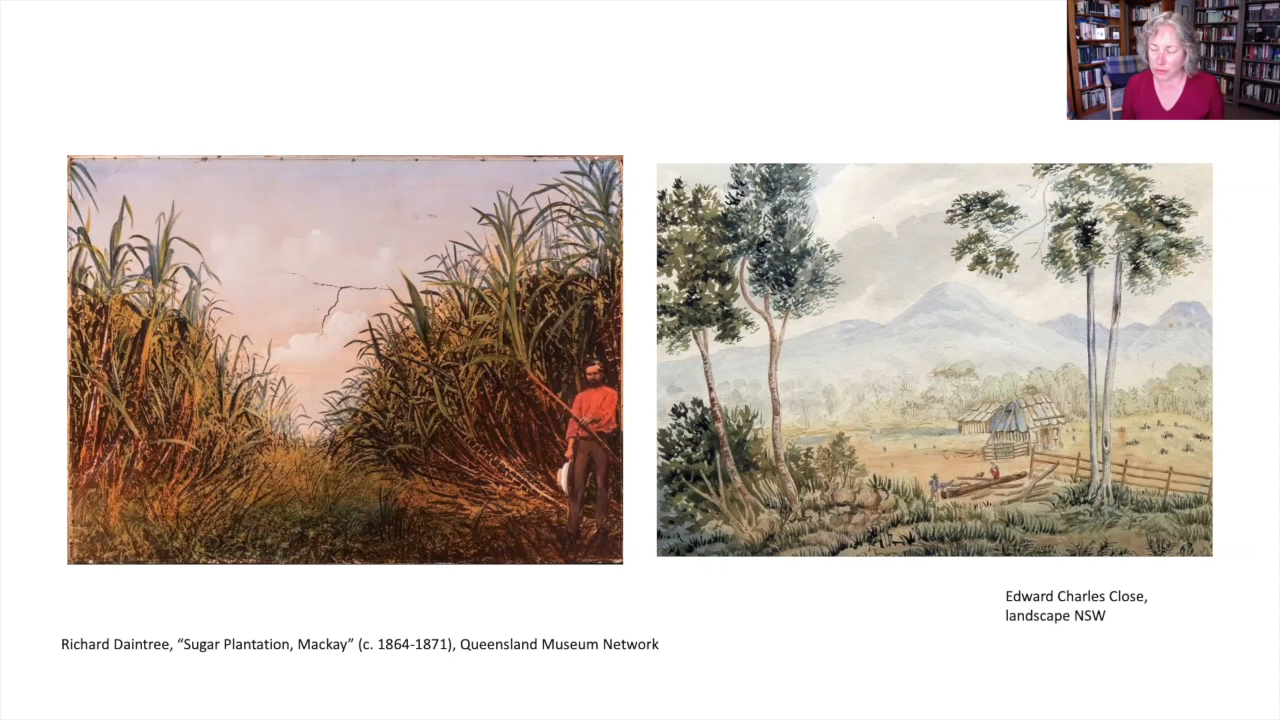 Edward Charles Close,
landscape NSW
Richard Daintree, “Sugar Plantation, Mackay” (c. 1864-1871), Queensland Museum Network